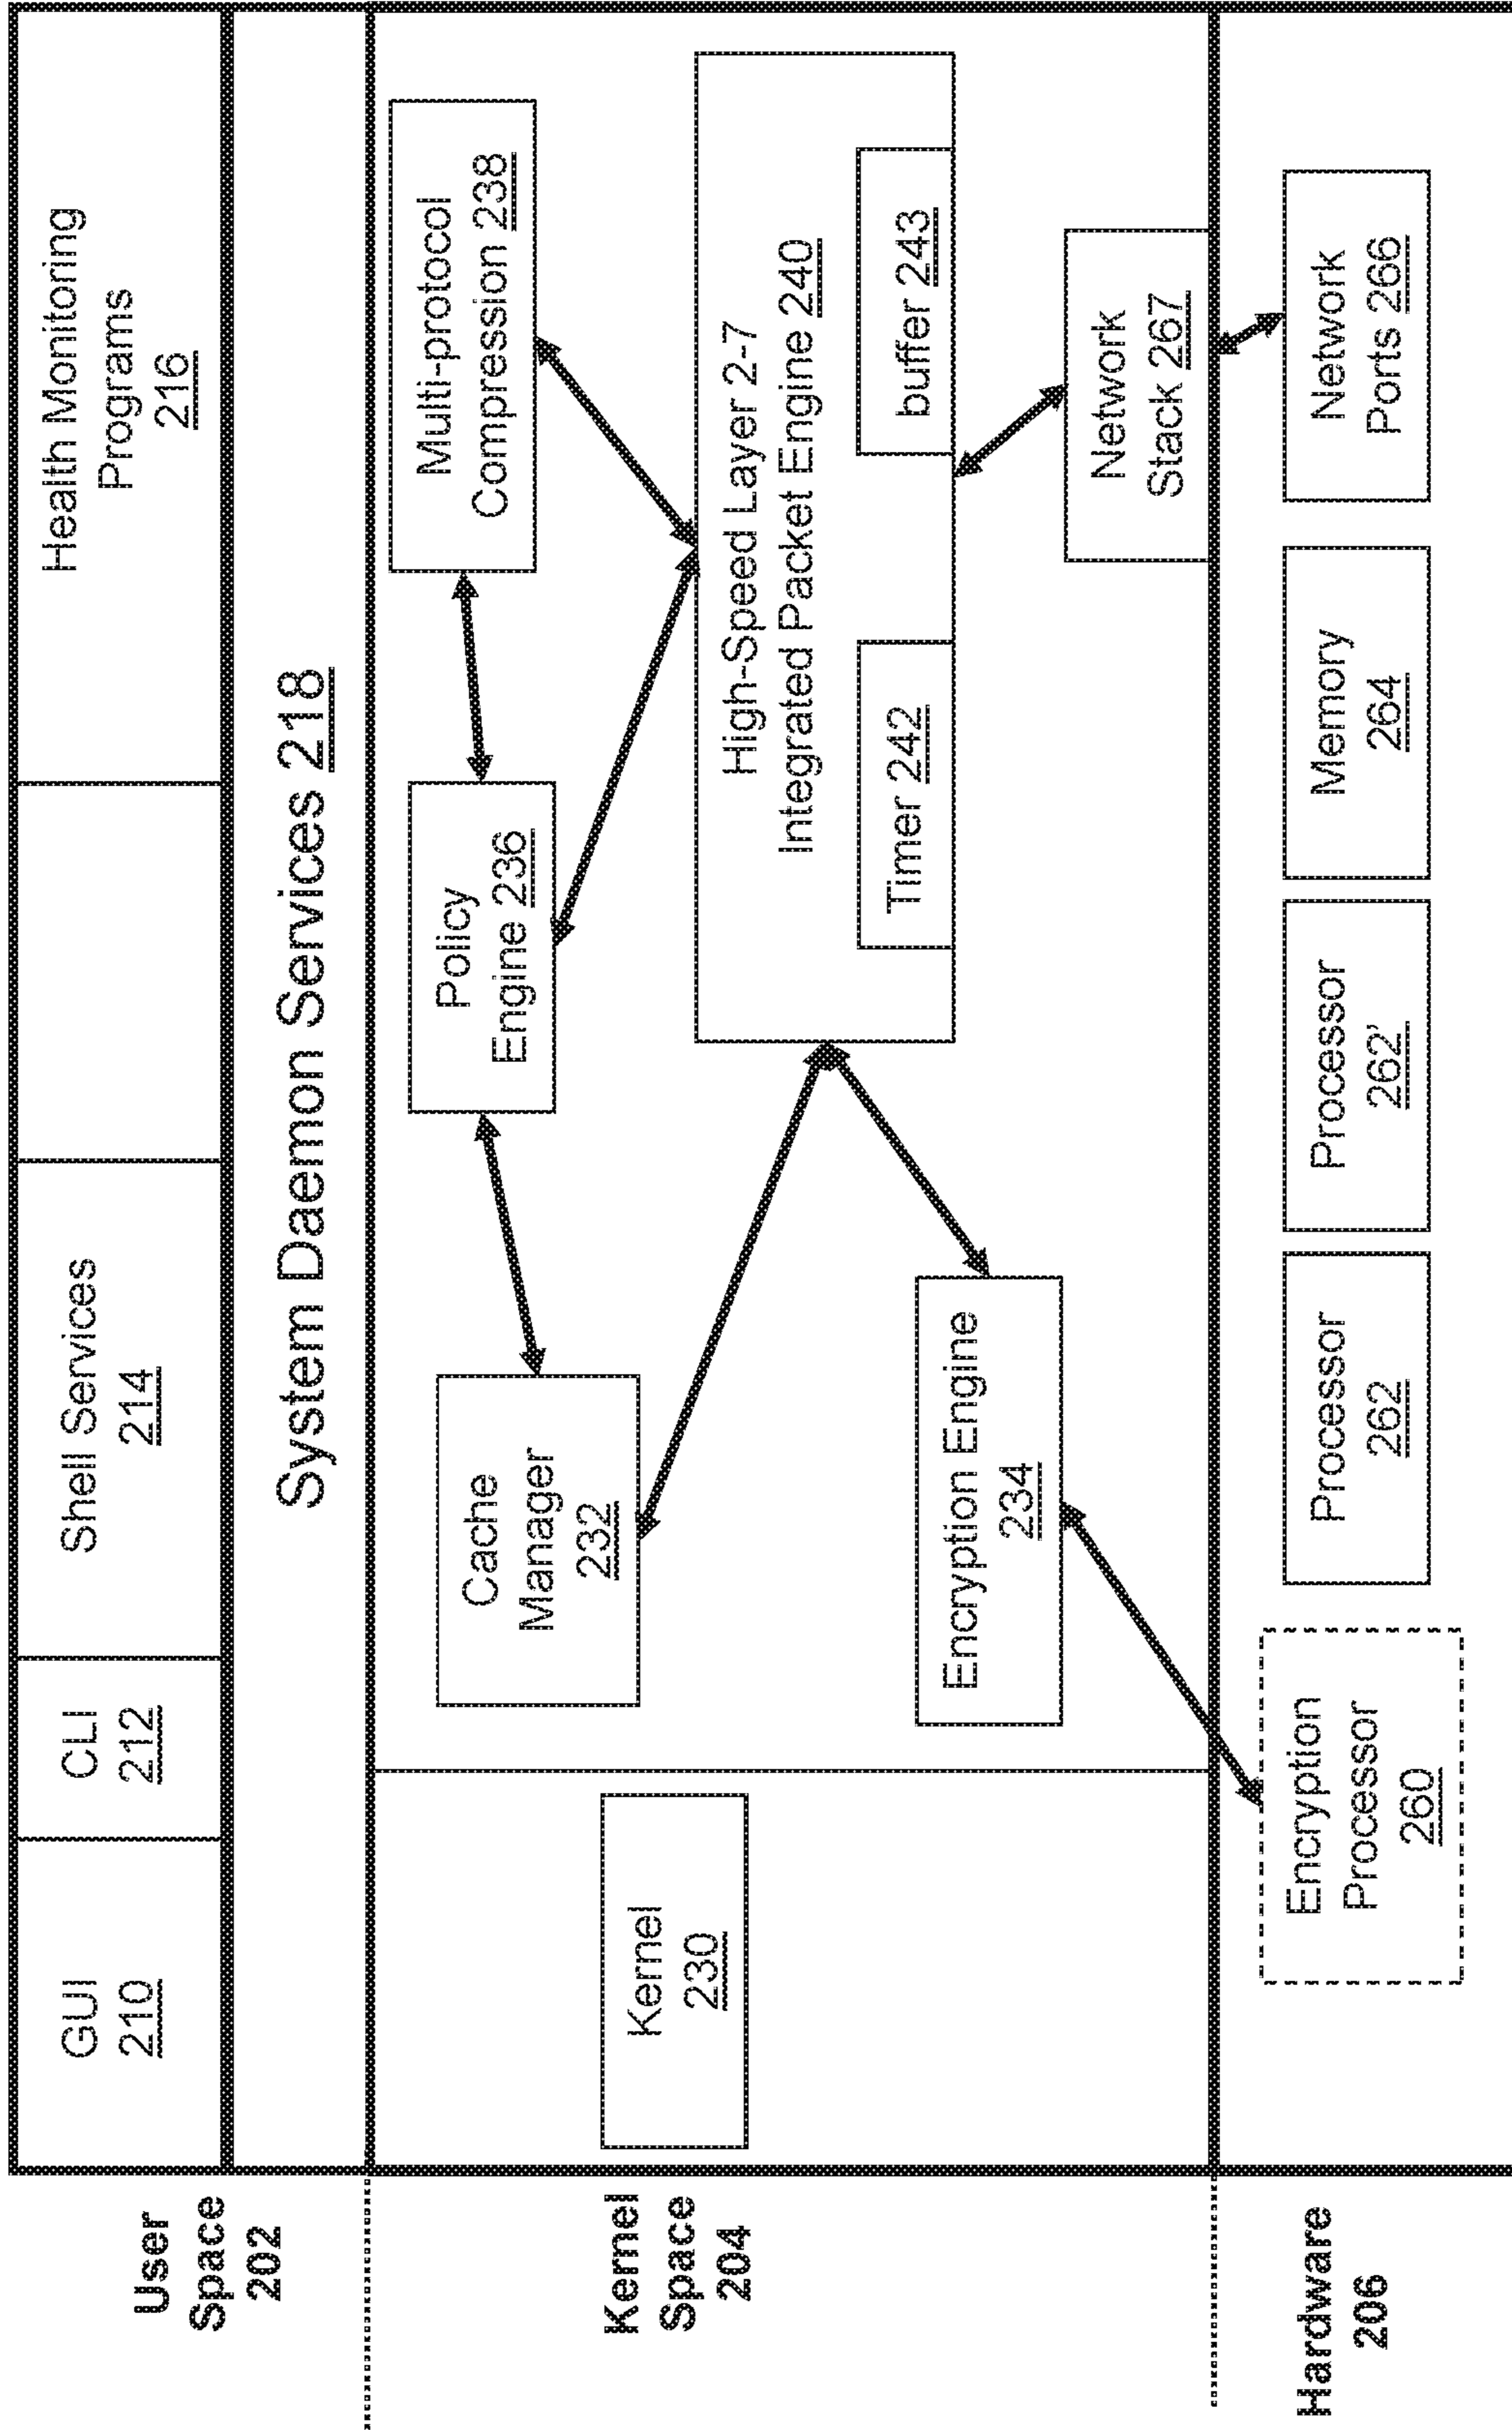 User
Space
202
GUI
210
CLI
212
Shell Services
214
Health Monitoring
Programs
216
System Daemon Services 218
Kernel
Space
204
Kernel
230
Cache
Manager
232
Policy
Engine 236
Multi-protocol
Compression 238
High-Speed Layer 2-7
Integrated Packet Engine 240
Timer 242
buffer 243
Encryption Engine
234
Network
Stack 267
Hardware
206
Encryption
Processor
260
Processor
262
Processor
262'
Memory
264
Network
Ports 266